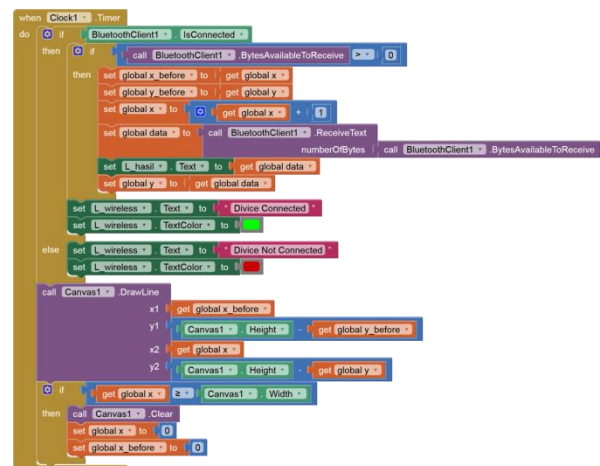 when Clock1 .Timer
do if BluetoothClient1 . IsConnected
then if call BluetoothClient1 .BytesAvailableToReceive > 0
then set global x_before to get global x
set global y_before to get global y
set global x to get global x + 1
set global data to call BluetoothClient1 .ReceiveText
numberOfBytes call BluetoothClient1 .BytesAvailableToReceive
set L_hasil . Text to get global data
set global y to get global data
set L_wireless . Text to " Divice Connected "
set L_wireless . TextColor to
else set L_wireless . Text to " Divice Not Connected "
set L_wireless . TextColor to
call Canvas1 .DrawLine
x1 get global x_before
y1 Canvas1 . Height - get global y_before
x2 get global x
y2 Canvas1 . Height - get global y
if get global x ≥ Canvas1 . Width
then call Canvas1 .Clear
set global x to 0
set global x_before to 0